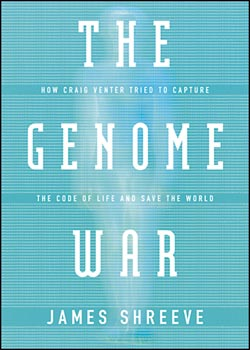 THE
HOW CRAIG VENTER TRIED TO CAPTURE
GENOME
THE CODE OF LIFE AND SAVE THE WORLD
WAR
JAMES SHREEVE